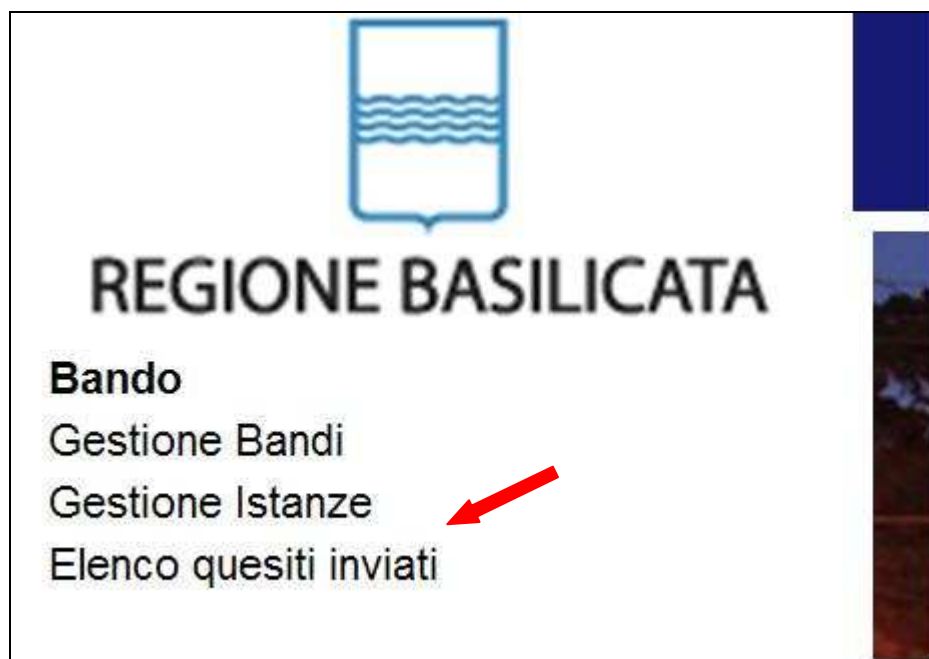 REGIONE BASILICATA
Bando
Gestione Bandi
Gestione Istanze
Elenco quesiti inviati